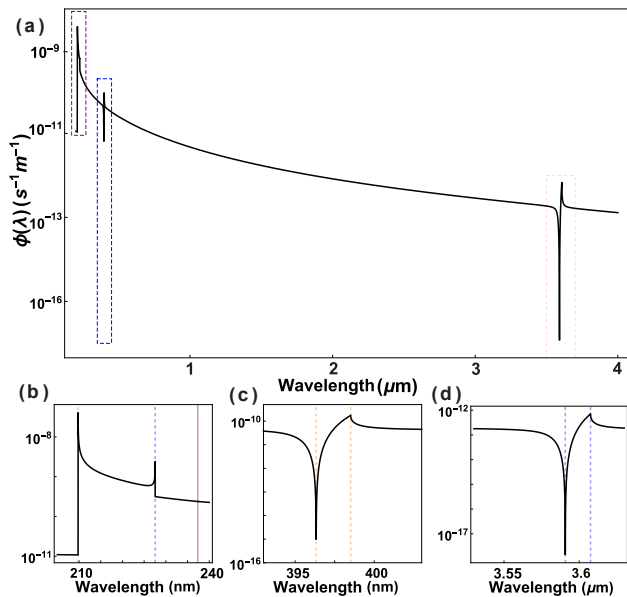 (a)
10⁻⁹
10⁻¹¹
10⁻¹³
10⁻¹⁶
ϕ(λ) (s⁻¹m⁻¹)
1 2 3 4
Wavelength (μm)
(b) (c) (d)
10⁻⁸
10⁻¹¹
210 240
Wavelength (nm)
10⁻¹⁰
10⁻¹⁶
395 400
Wavelength (nm)
10⁻¹²
10⁻¹⁷
3.55 3.6
Wavelength (μm)